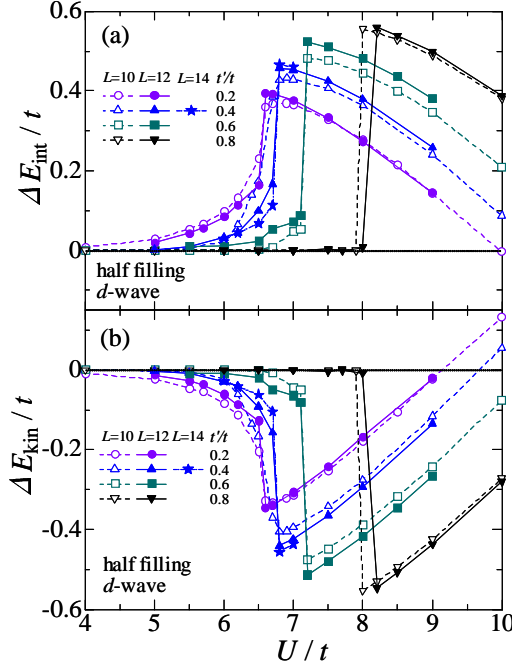 0.6
(a)
L=10 L=12 L=14 t'/t
0.2
0.4
0.6
0.8
0.4
0.2
0
ΔE_int / t
half filling
d-wave
(b)
0
-0.2
-0.4
-0.6
ΔE_kin / t
L=10 L=12 L=14 t'/t
0.2
0.4
0.6
0.8
half filling
d-wave
4 5 6 7 8 9 10
U / t